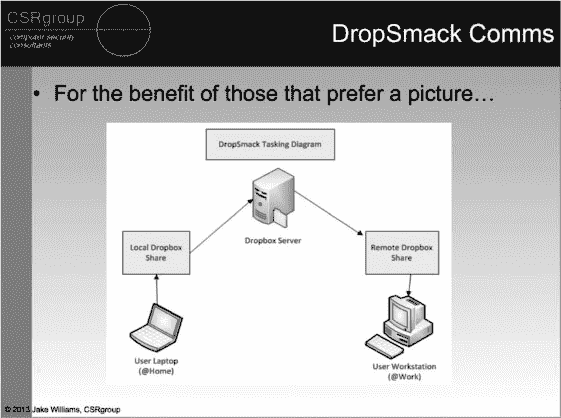 CSRgroup
computer security
consultants
DropSmack Comms
• For the benefit of those that prefer a picture…
DropSmack Tasking Diagram
Dropbox Server
Local Dropbox
Share
Remote Dropbox
Share
User Laptop
(@Home)
User Workstation
(@Work)
© 2013 Jake Williams, CSRgroup